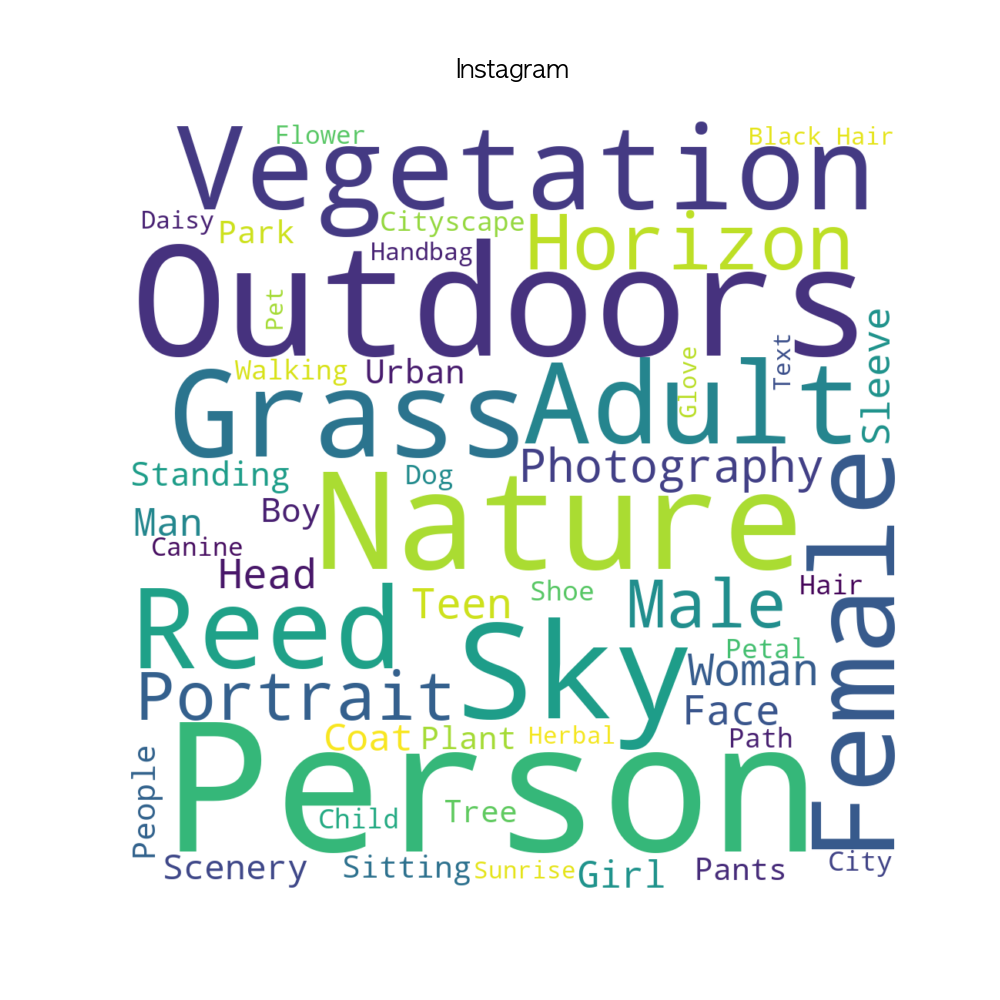 Instagram
Flower
Black Hair
Vegetation
Daisy
Park
Cityscape
Horizon
Handbag
Outdoors
Pet
Sleeve
Text
Glove
Walking
Urban
Grass
Adult
Photography
Standing
Dog
Female
Man
Boy
Nature
Canine
Head
Hair
Teen
Shoe
Male
Reed
Sky
Petal
Woman
Portrait
Face
Coat
Plant
Herbal
Path
People
Person
Child
Tree
Scenery
Sitting
Sunrise
Girl
Pants
City